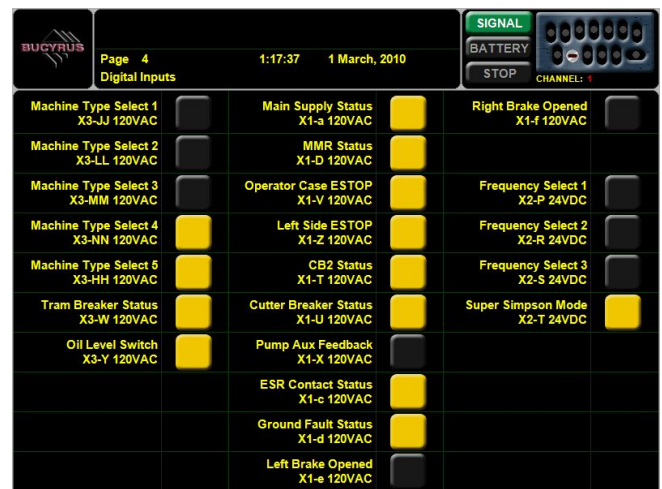 BUCYRUS
Page 4
1:17:37
1 March, 2010
Digital Inputs
SIGNAL
BATTERY
STOP
CHANNEL: 1
Machine Type Select 1
X3-JJ 120VAC
Main Supply Status
X1-a 120VAC
Right Brake Opened
X1-f 120VAC
Machine Type Select 2
X3-LL 120VAC
MMR Status
X1-D 120VAC
Machine Type Select 3
X3-MM 120VAC
Operator Case ESTOP
X1-V 120VAC
Frequency Select 1
X2-P 24VDC
Machine Type Select 4
X3-NN 120VAC
Left Side ESTOP
X1-Z 120VAC
Frequency Select 2
X2-R 24VDC
Machine Type Select 5
X3-HH 120VAC
CB2 Status
X1-T 120VAC
Frequency Select 3
X2-S 24VDC
Tram Breaker Status
X3-W 120VAC
Cutter Breaker Status
X1-U 120VAC
Super Simpson Mode
X2-T 24VDC
Oil Level Switch
X3-Y 120VAC
Pump Aux Feedback
X1-X 120VAC
ESR Contact Status
X1-c 120VAC
Ground Fault Status
X1-d 120VAC
Left Brake Opened
X1-e 120VAC